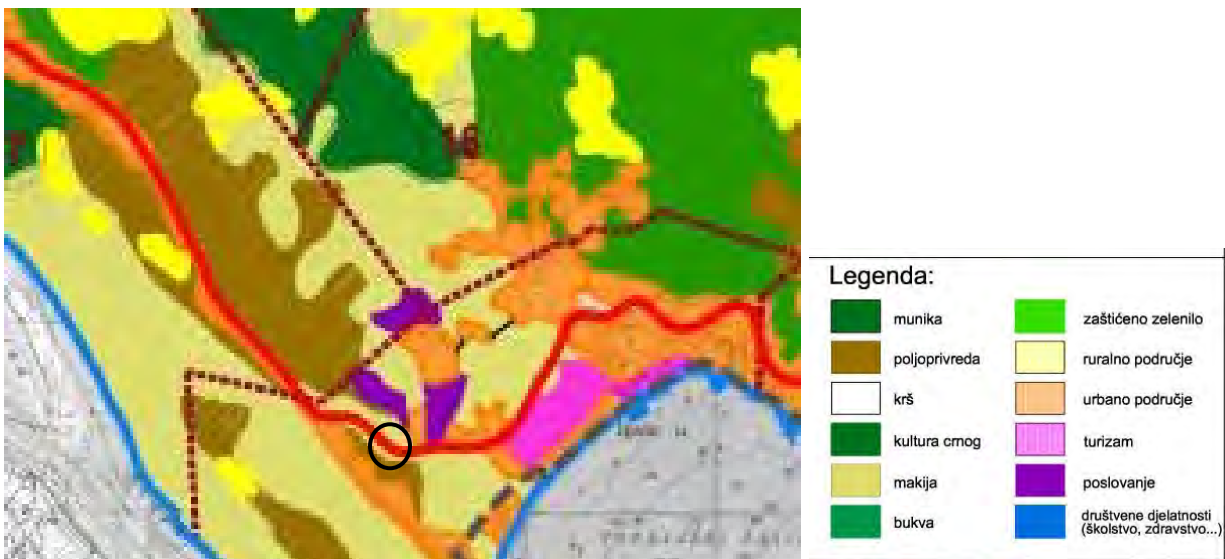 Legenda:
munika
poljoprivreda
krš
kultura crnog
makija
bukva
zaštićeno zelenilo
ruralno područje
urbano područje
turizam
poslovanje
društvene djelatnosti
(školstvo, zdravstvo...)